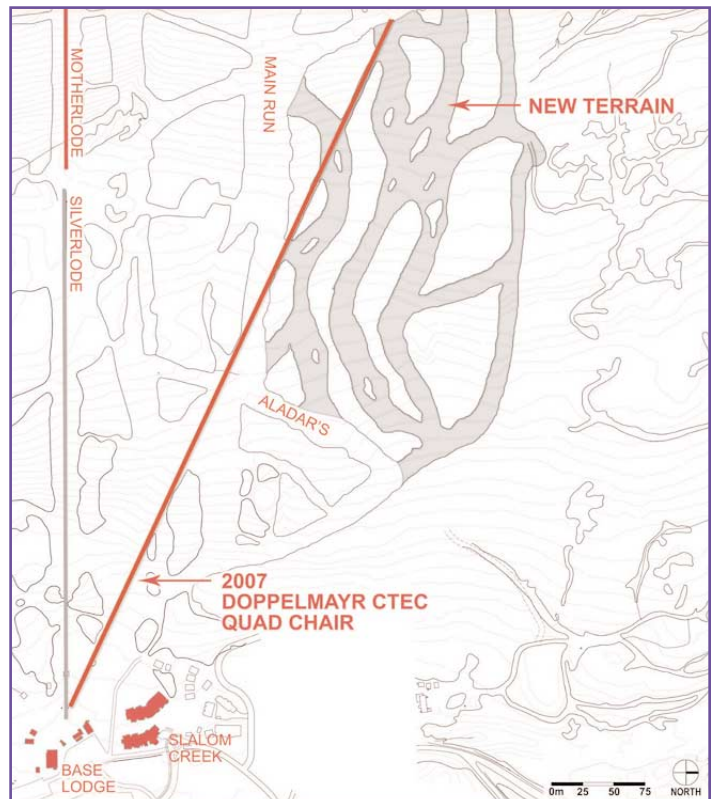 MOTHERLODE
MAIN RUN
NEW TERRAIN
SILVERLODE
ALADAR'S
2007
DOPPELMAYR CTEC
QUAD CHAIR
SLALOM
CREEK
BASE
LODGE
0m 25 50 75
NORTH